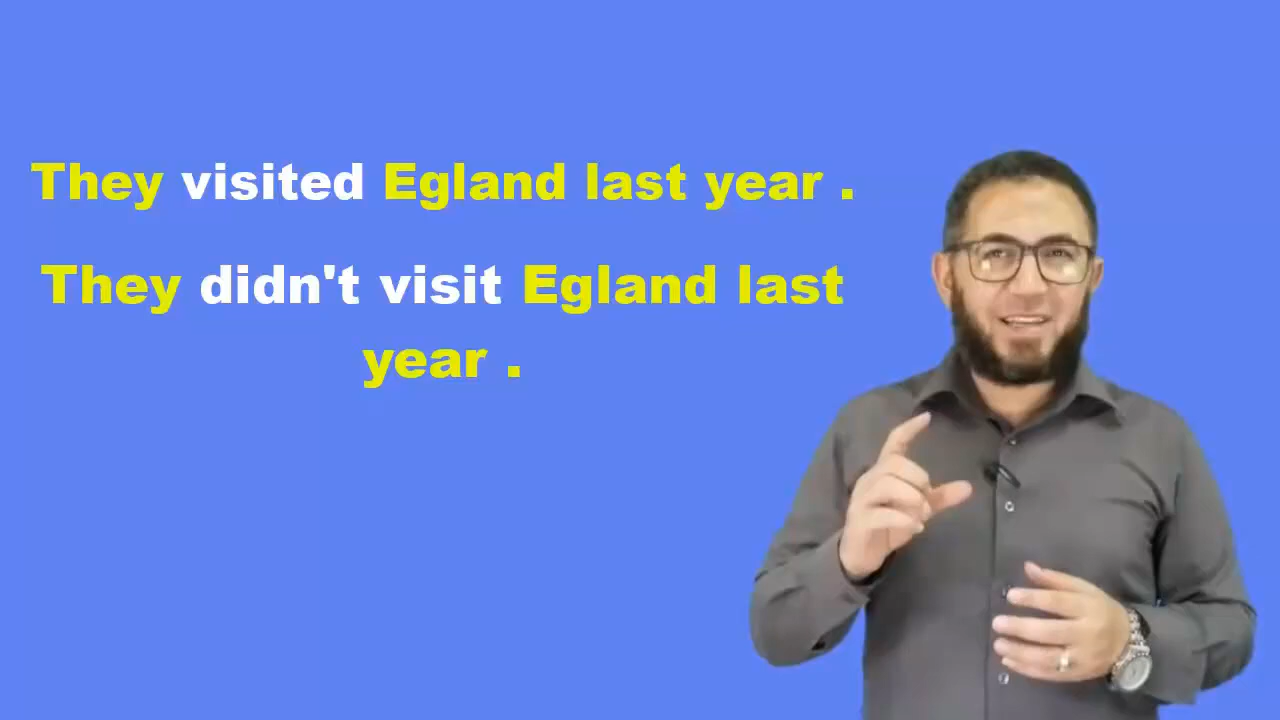 They visited Egland last year .
They didn't visit Egland last
year .